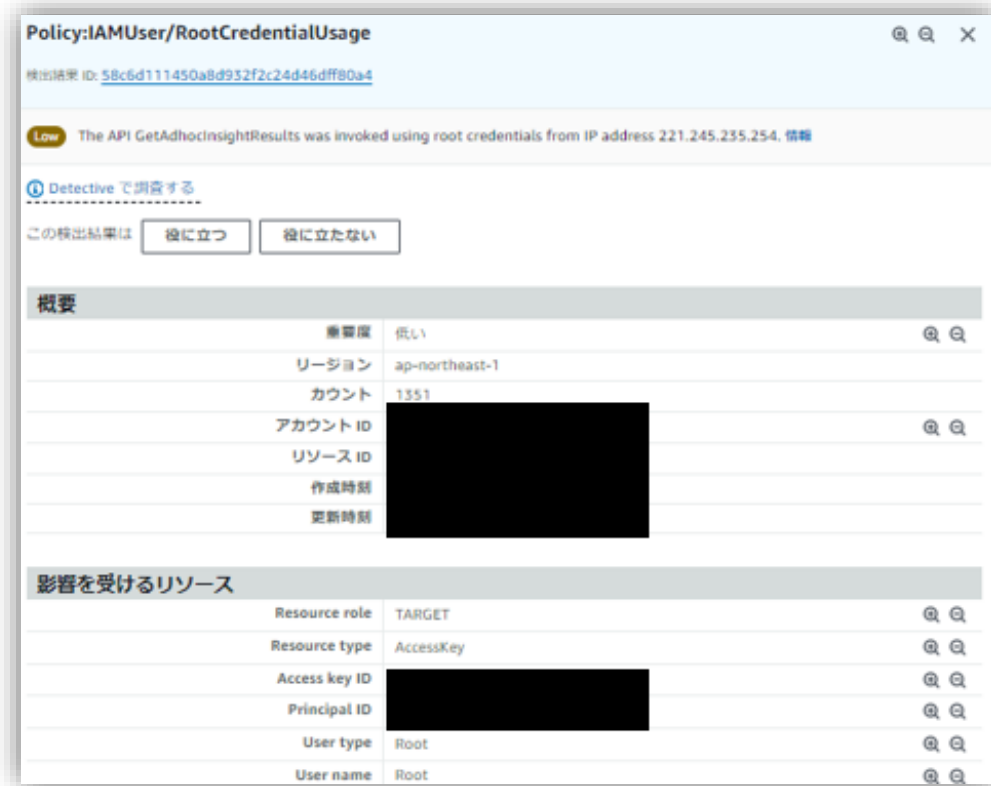 Policy:IAMUser/RootCredentialUsage
検出結果 ID: 58c6d111450a8d932f2c24d46dff80a4
Low The API GetAdhocInsightResults was invoked using root credentials from IP address 221.245.235.254. 情報
Detective で調査する
この検出結果は 役に立つ 役に立たない
概要
重要度 低い
リージョン ap-northeast-1
カウント 1351
アカウント ID
リソース ID
作成時刻
更新時刻
影響を受けるリソース
Resource role TARGET
Resource type AccessKey
Access key ID
Principal ID
User type Root
User name Root